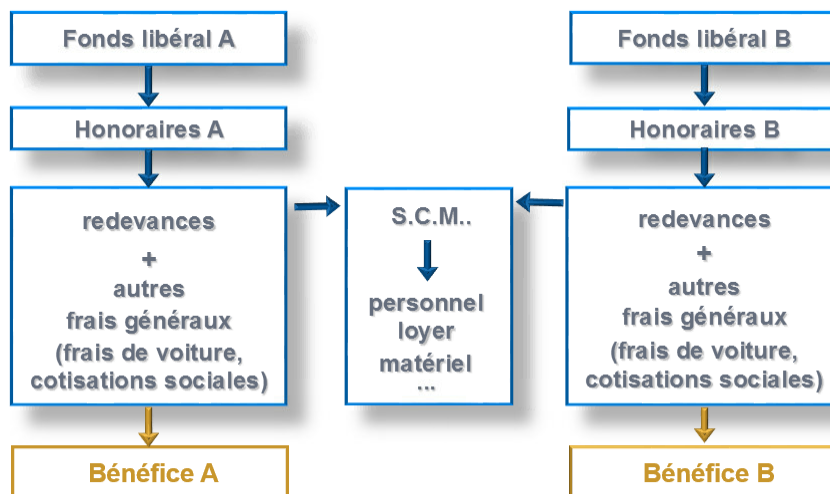 Fonds libéral A
Honoraires A
redevances
+
autres
frais généraux
(frais de voiture,
cotisations sociales)
Bénéfice A
S.C.M..
personnel
loyer
matériel
...
Fonds libéral B
Honoraires B
redevances
+
autres
frais généraux
(frais de voiture,
cotisations sociales)
Bénéfice B